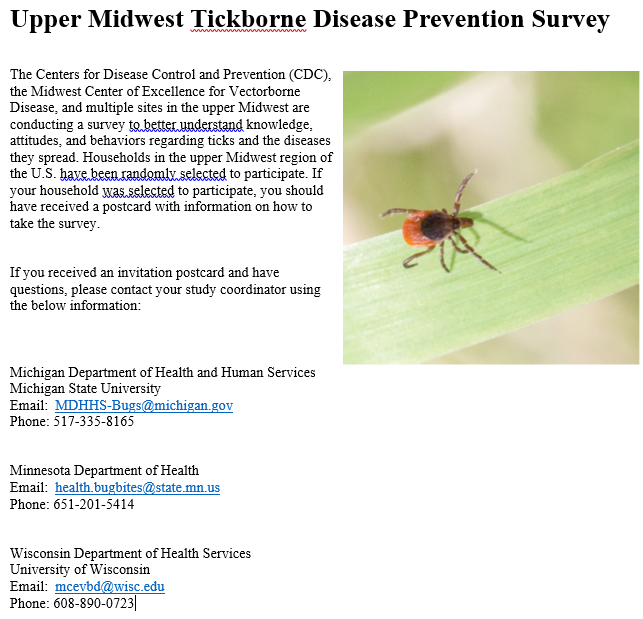 Upper Midwest Tickborne Disease Prevention Survey
The Centers for Disease Control and Prevention (CDC),
the Midwest Center of Excellence for Vectorborne
Disease, and multiple sites in the upper Midwest are
conducting a survey to better understand knowledge,
attitudes, and behaviors regarding ticks and the diseases
they spread. Households in the upper Midwest region of
the U.S. have been randomly selected to participate. If
your household was selected to participate, you should
have received a postcard with information on how to
take the survey.
If you received an invitation postcard and have
questions, please contact your study coordinator using
the below information:
Michigan Department of Health and Human Services
Michigan State University
Email: MDHHS-Bugs@michigan.gov
Phone: 517-335-8165
Minnesota Department of Health
Email: health.bugbites@state.mn.us
Phone: 651-201-5414
Wisconsin Department of Health Services
University of Wisconsin
Email: mcevbd@wisc.edu
Phone: 608-890-0723